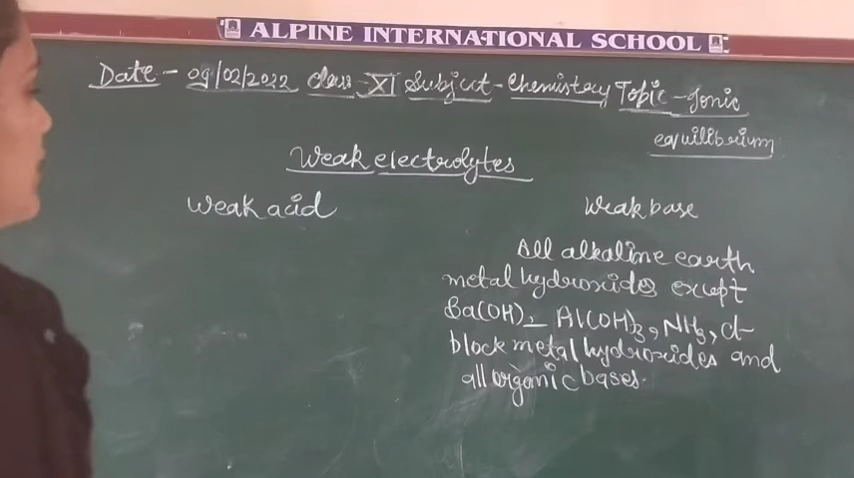 ALPINE INTERNATIONAL SCHOOL
Date - 09/02/2022 Class - XI Subject - Chemistry Topic - Ionic
equilibrium
Weak electrolytes
Weak acid
Weak base
All alkaline earth
metal hydroxides except
Ba(OH)2 Al(OH)3, NH3, d-
block metal hydroxides and
all organic bases.